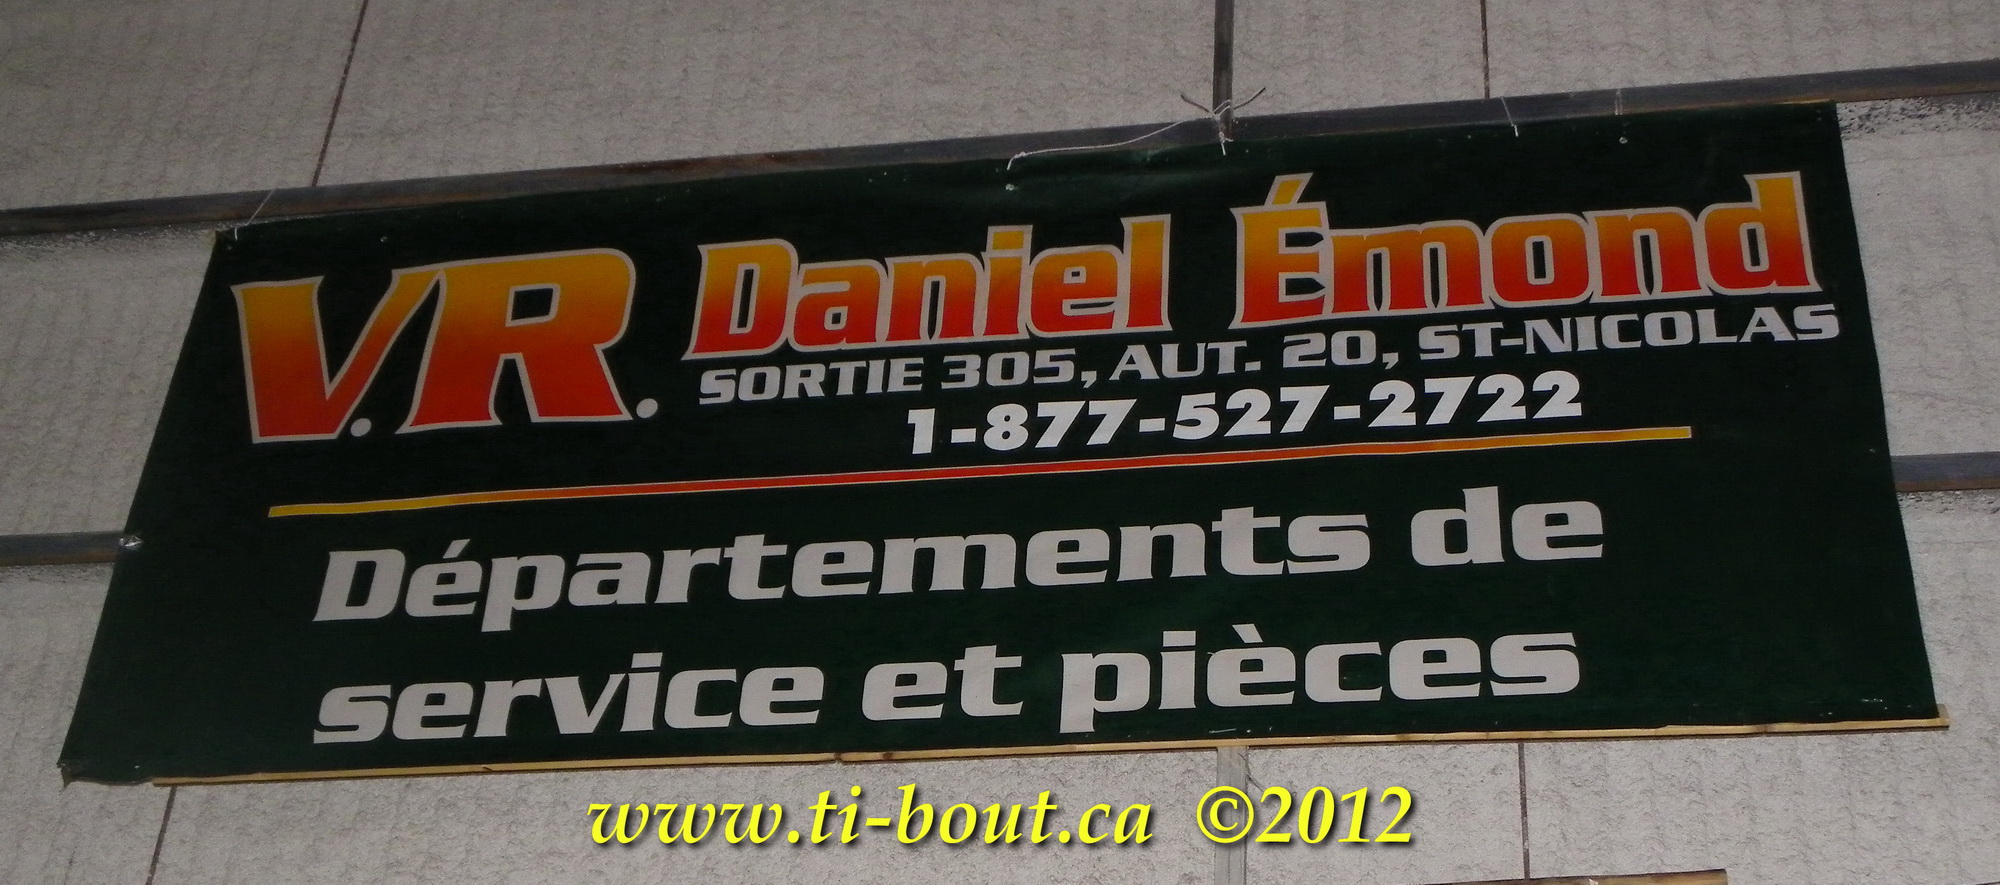 V.R. Daniel Émond
SORTIE 305, AUT. 20, ST-NICOLAS
1-877-527-2722
Départements de
service et pièces
www.ti-bout.ca ©2012